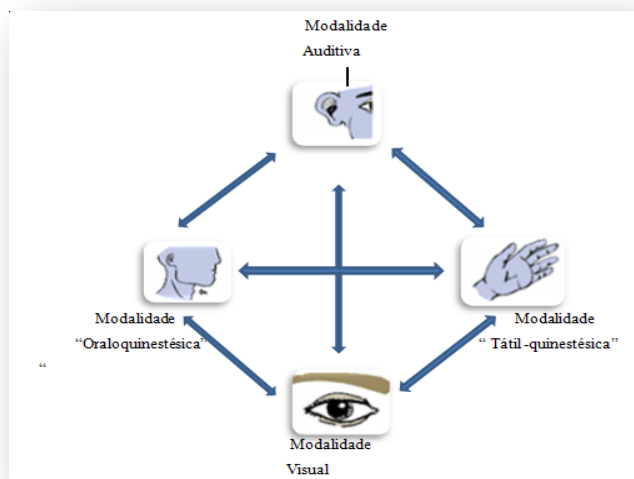 Modalidade
Auditiva
Modalidade
“Oraloquinestésica”
Modalidade
“ Tátil-quinestésica”
“
Modalidade
Visual